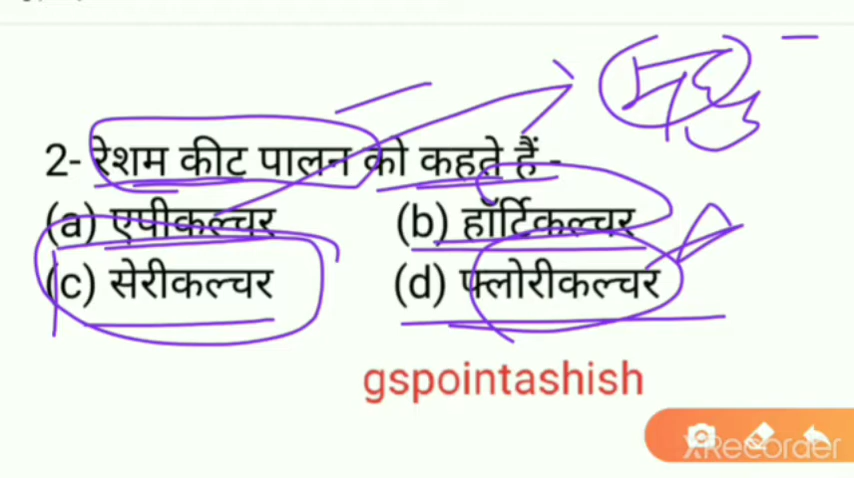 2- रेशम कीट पालन को कहते हैं -
(a) एपीकल्चर (b) हॉर्टिकल्चर
(c) सेरीकल्चर (d) फ्लोरीकल्चर
gspointashish
XRecorder